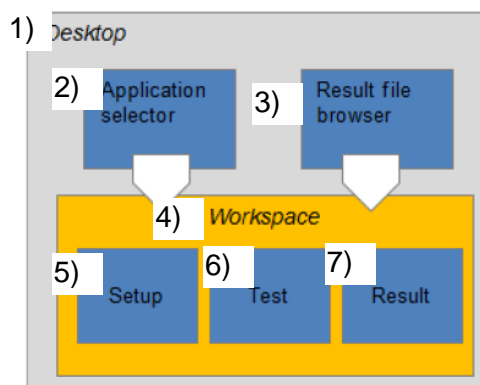 1) Desktop
2) Application
selector
3) Result file
browser
4) Workspace
5) Setup
6) Test
7) Result